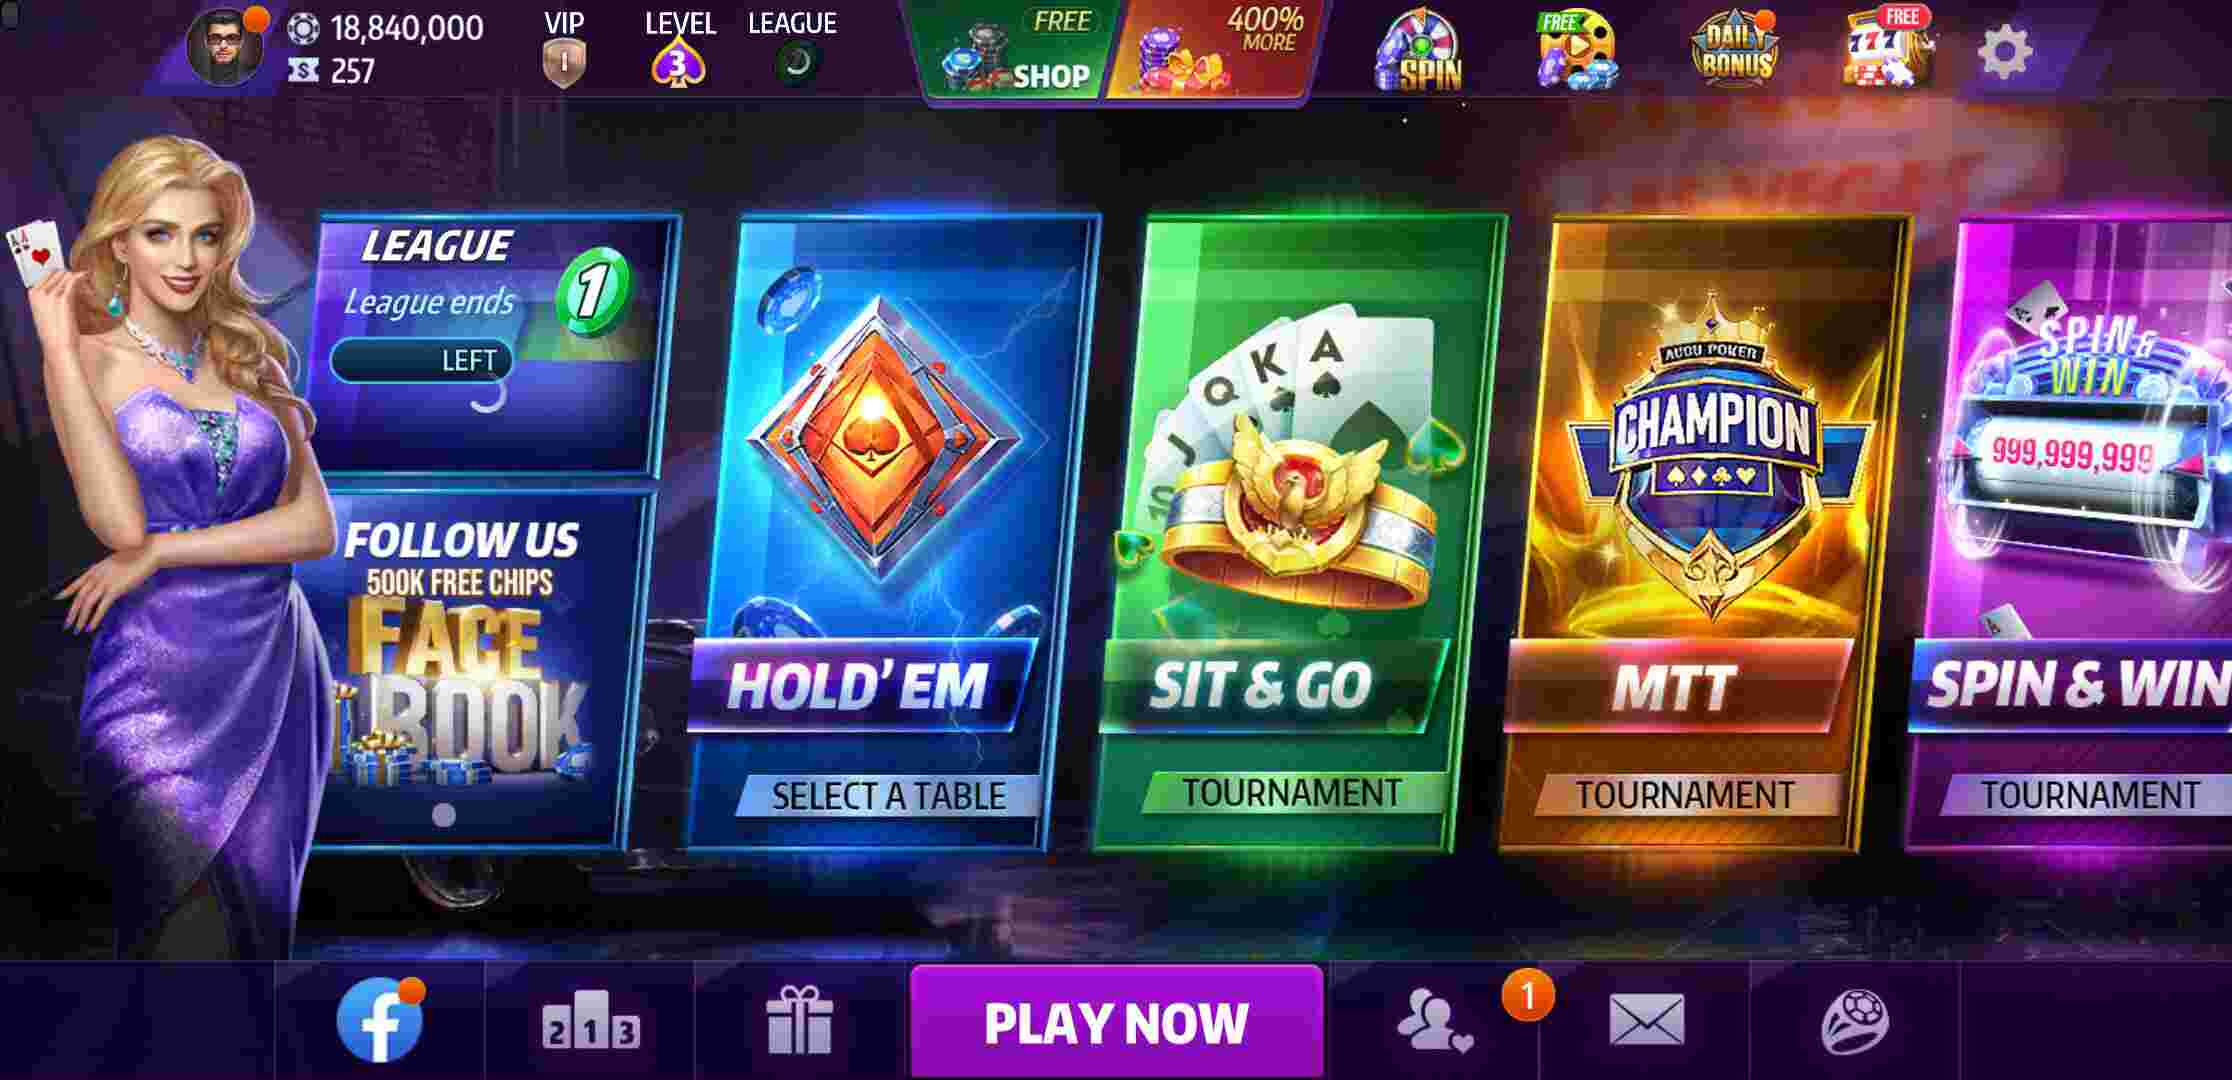 18,840,000
257
VIP
1
LEVEL
3
LEAGUE
FREE
SHOP
400%
MORE
SPIN
FREE
DAILY
BONUS
FREE
777
LEAGUE
League ends
LEFT
1
FOLLOW US
500K FREE CHIPS
FACE
BOOK
HOLD'EM
SELECT A TABLE
A
K
Q
J
10
SIT & GO
TOURNAMENT
CHAMPION
MTT
TOURNAMENT
SPIN &
WIN
999,999,999
SPIN & WIN
TOURNAMENT
2 1 3
PLAY NOW
1